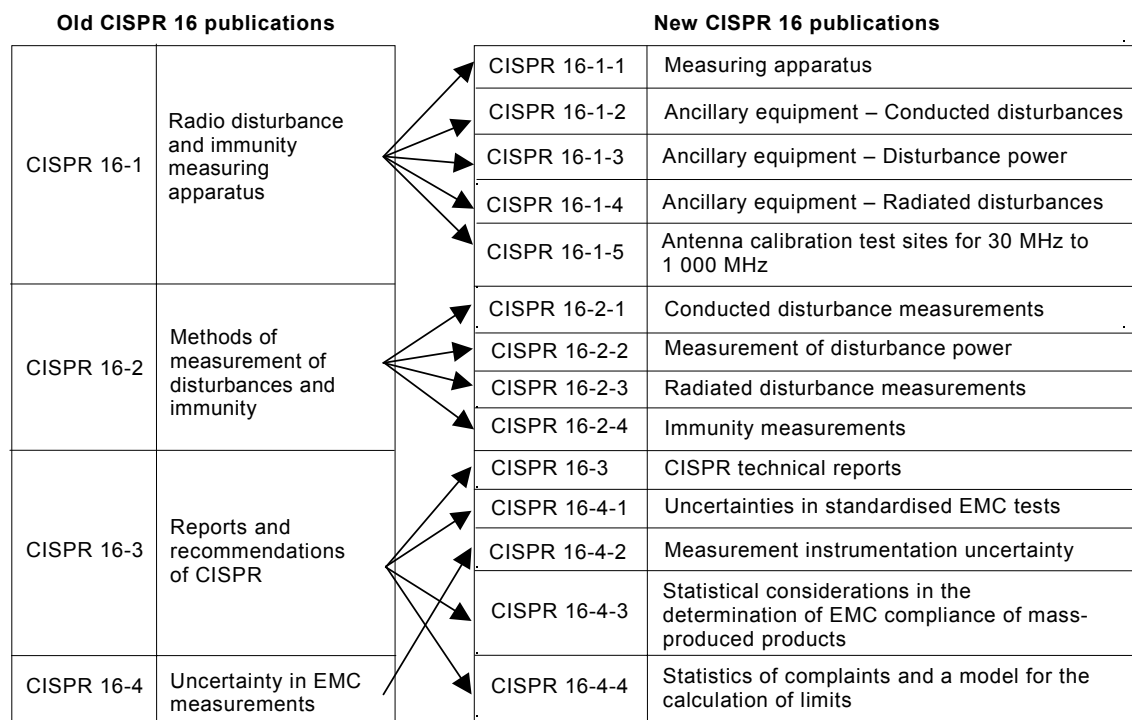 Old CISPR 16 publications
New CISPR 16 publications
CISPR 16-1
Radio disturbance
and immunity
measuring
apparatus
CISPR 16-2
Methods of
measurement of
disturbances and
immunity
CISPR 16-3
Reports and
recommendations
of CISPR
CISPR 16-4
Uncertainty in EMC
measurements
CISPR 16-1-1
Measuring apparatus
CISPR 16-1-2
Ancillary equipment – Conducted disturbances
CISPR 16-1-3
Ancillary equipment – Disturbance power
CISPR 16-1-4
Ancillary equipment – Radiated disturbances
CISPR 16-1-5
Antenna calibration test sites for 30 MHz to
1 000 MHz
CISPR 16-2-1
Conducted disturbance measurements
CISPR 16-2-2
Measurement of disturbance power
CISPR 16-2-3
Radiated disturbance measurements
CISPR 16-2-4
Immunity measurements
CISPR 16-3
CISPR technical reports
CISPR 16-4-1
Uncertainties in standardised EMC tests
CISPR 16-4-2
Measurement instrumentation uncertainty
CISPR 16-4-3
Statistical considerations in the
determination of EMC compliance of mass-
produced products
CISPR 16-4-4
Statistics of complaints and a model for the
calculation of limits